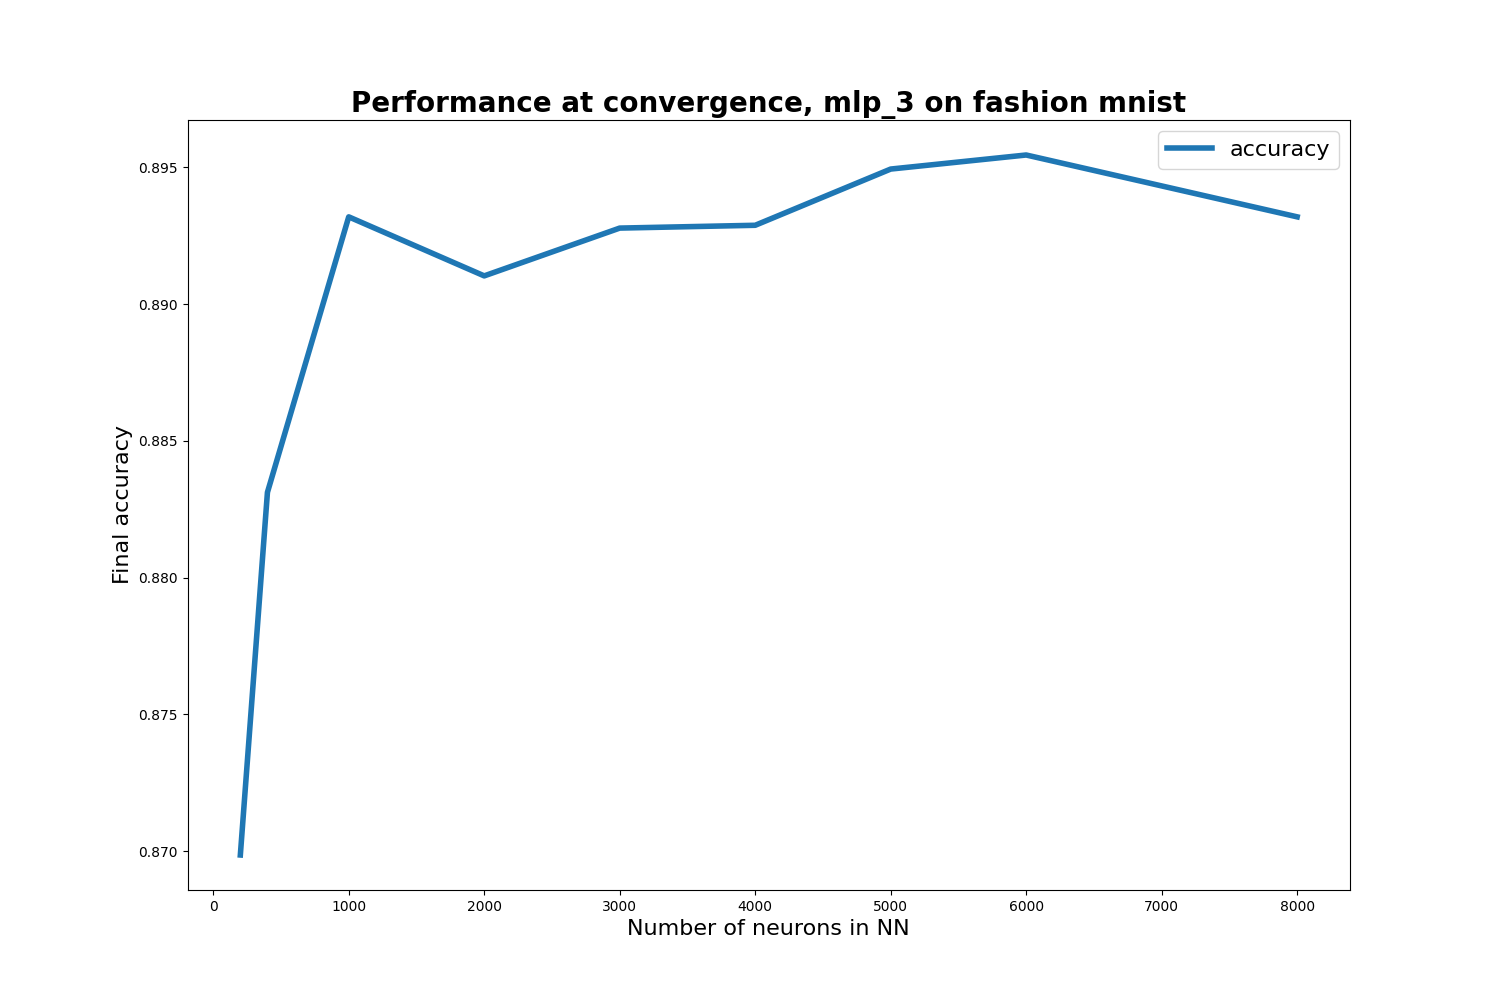 Performance at convergence, mlp_3 on fashion mnist
accuracy
0.895
0.890
0.885
0.880
0.875
0.870
Final accuracy
0 1000 2000 3000 4000 5000 6000 7000 8000
Number of neurons in NN